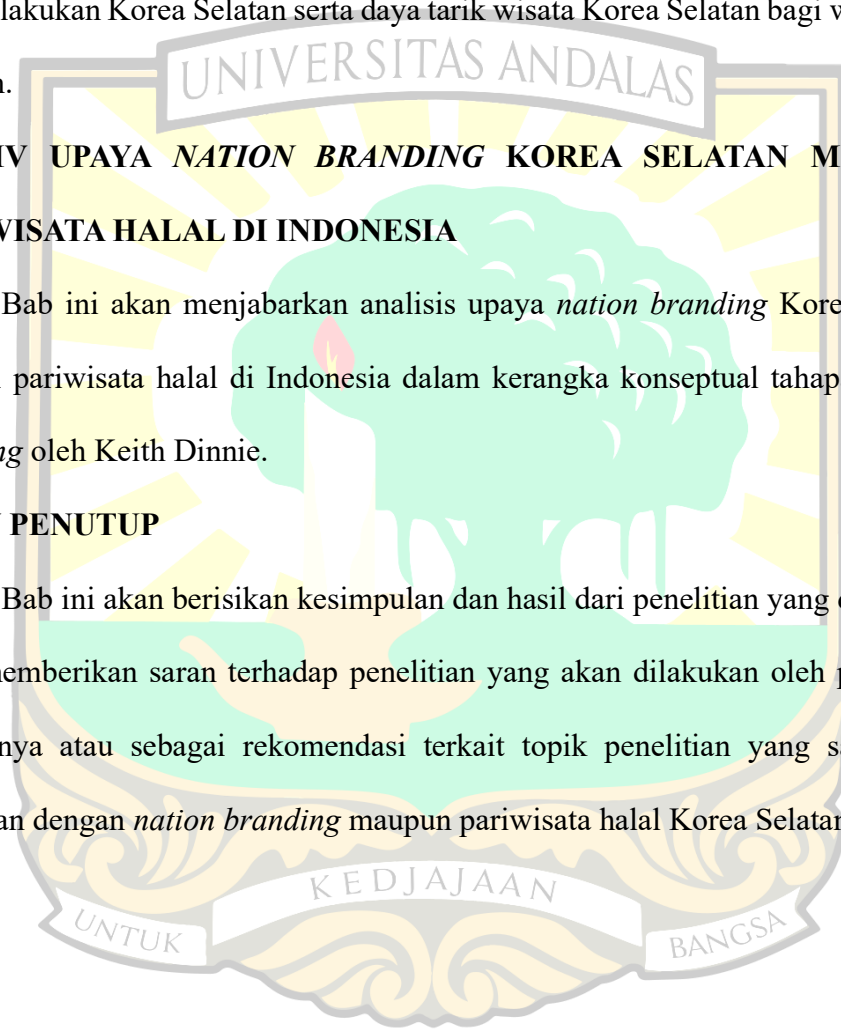 lakukan Korea Selatan serta daya tarik wisata Korea Selatan bagi w
UNIVERSITAS ANDALAS
n.
IV UPAYA NATION BRANDING KOREA SELATAN M
WISATA HALAL DI INDONESIA
Bab ini akan menjabarkan analisis upaya nation branding Kore
pariwisata halal di Indonesia dalam kerangka konseptual tahap
ng oleh Keith Dinnie.
PENUTUP
Bab ini akan berisikan kesimpulan dan hasil dari penelitian yang
memberikan saran terhadap penelitian yang akan dilakukan oleh p
nya atau sebagai rekomendasi terkait topik penelitian yang sa
an dengan nation branding maupun pariwisata halal Korea Selatan
KEDJAJAAN
UNTUK BANGSA